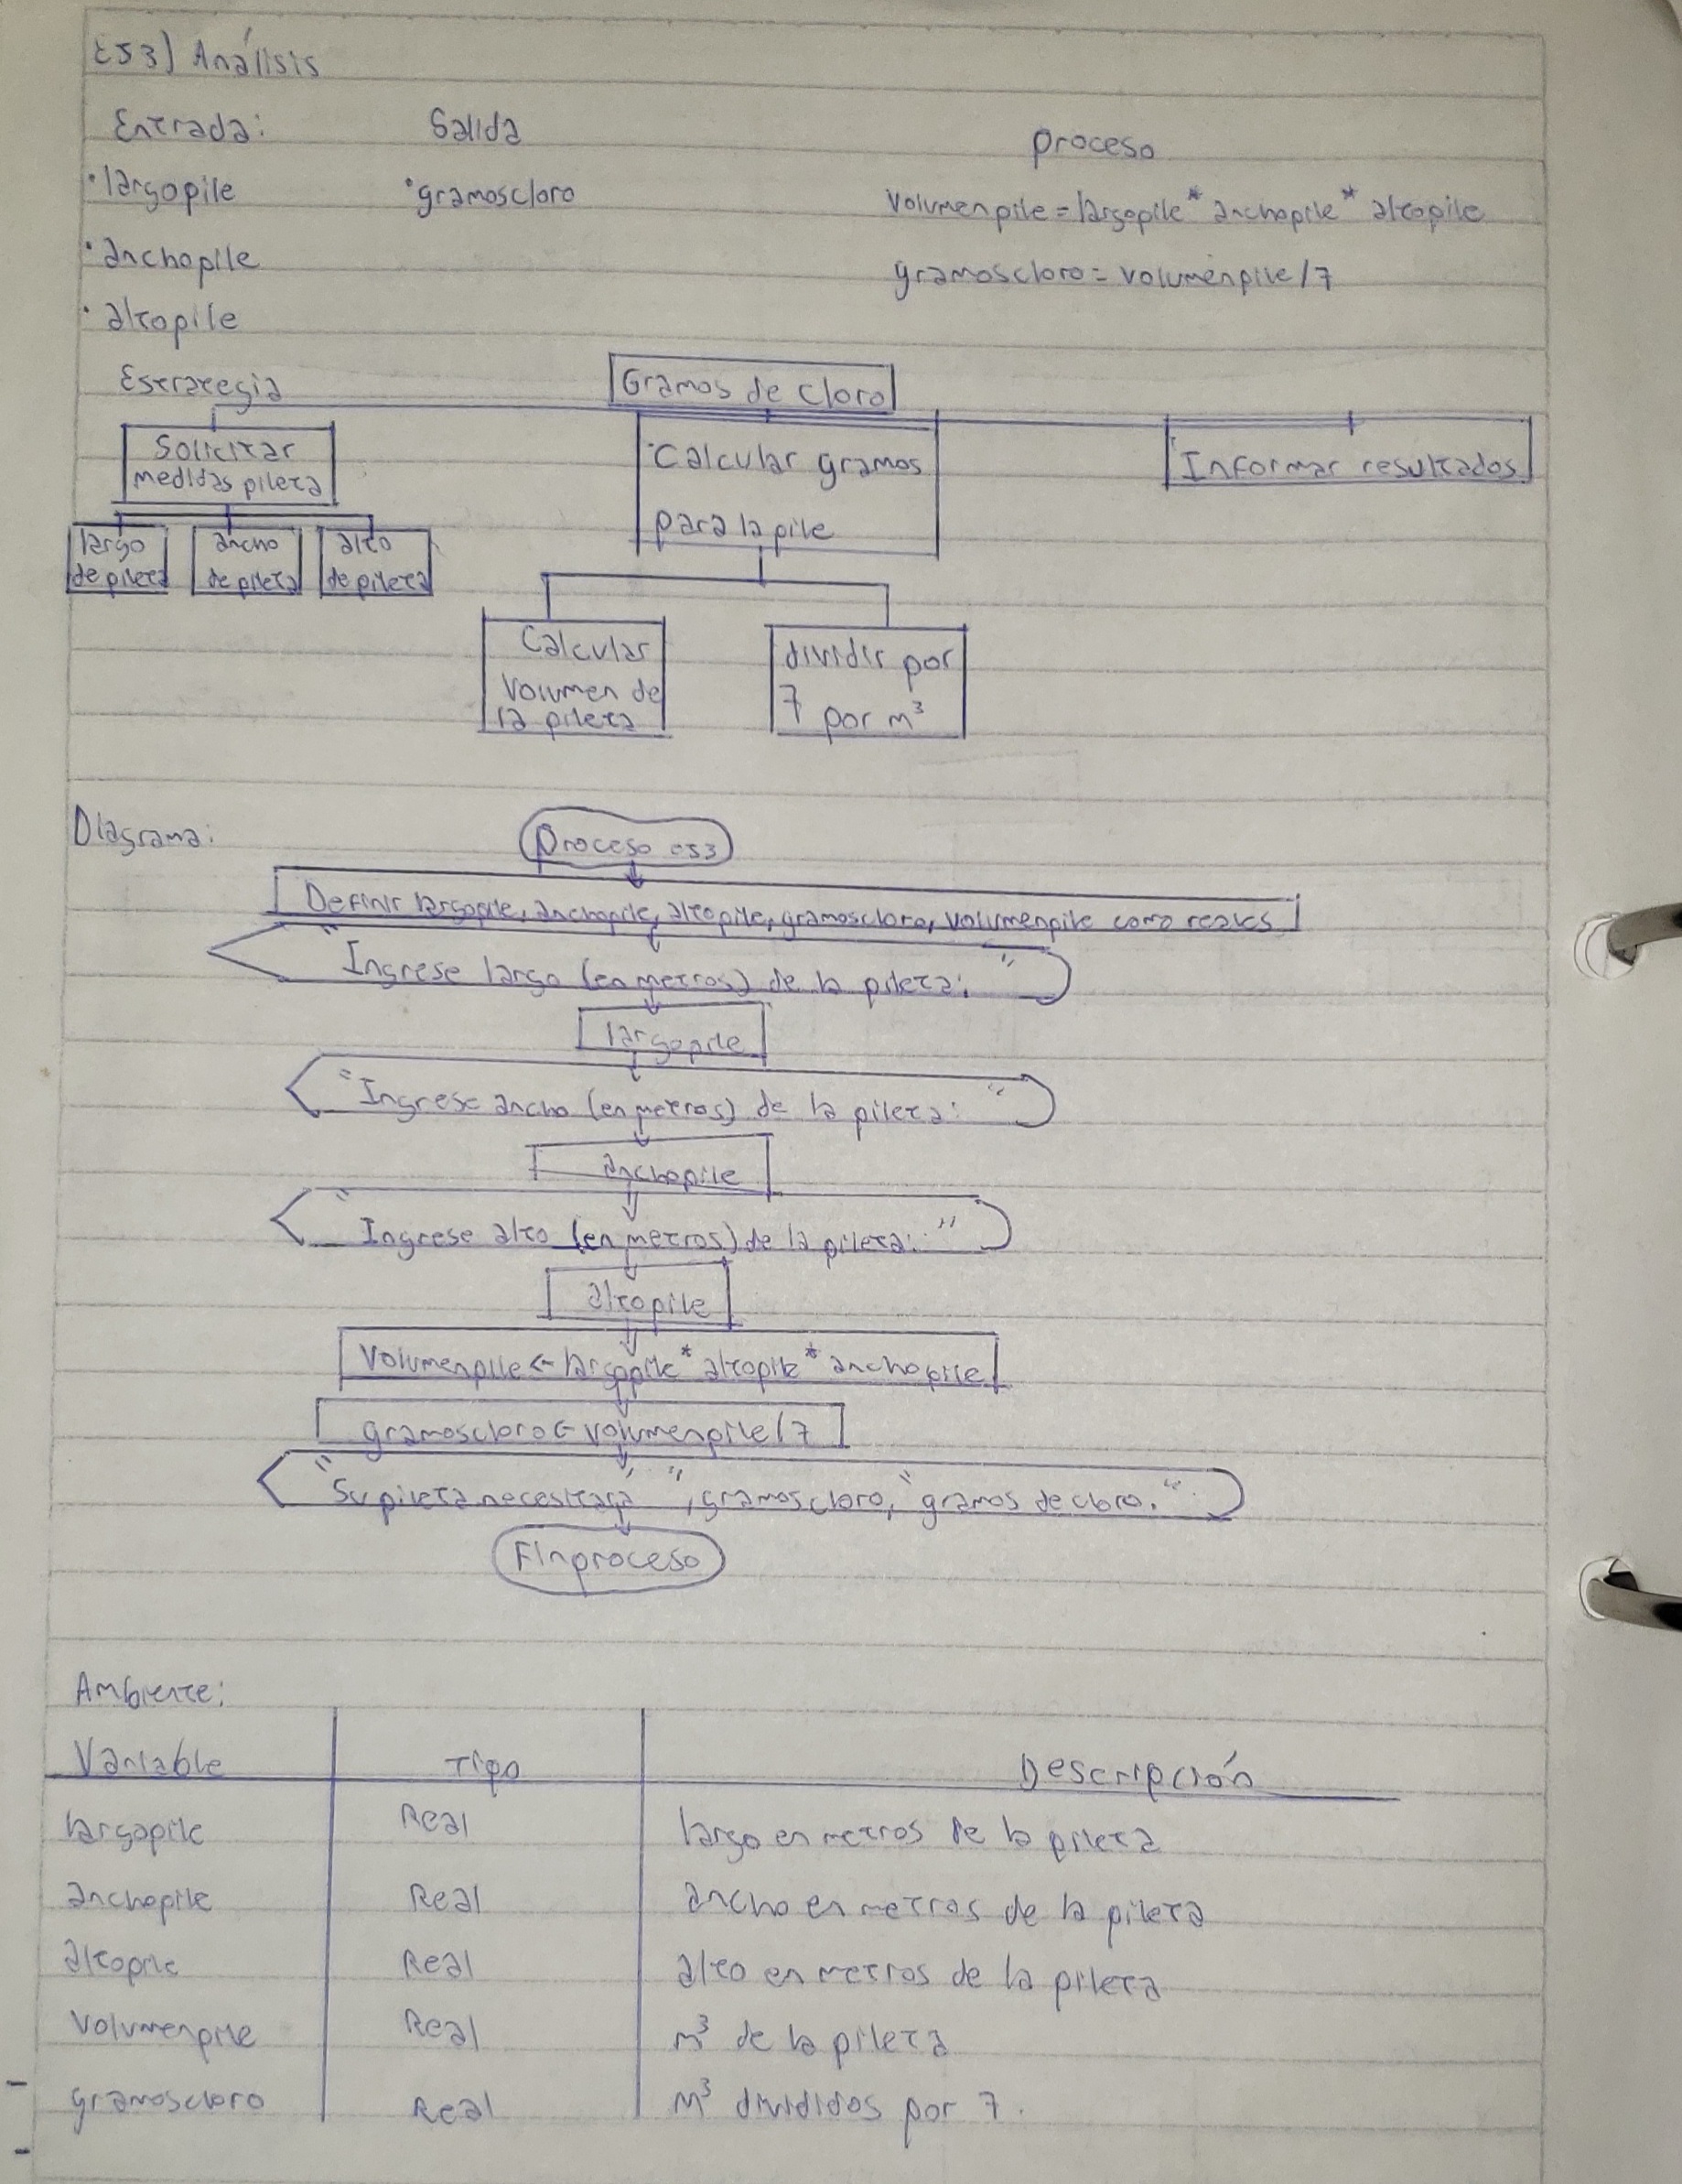 EJ3) Análisis
Entrada: Salida proceso
•largopile •gramoscloro volumenpile=largopile*anchopile*altopile
•anchopile gramoscloro=volumenpile/7
•altopile
Estrategia Gramos de cloro
Solicitar medidas pileta
Calcular gramos para la pile
Informar resultados
largo de pileta
ancho de pileta
alto de pileta
Calcular volumen de la pileta
dividir por 7 por m³
Diagrama:
Proceso ej3
Definir largopile, anchopile, altopile, gramoscloro, volumenpile como reales
"Ingrese largo (en metros) de la pileta: "
largopile
"Ingrese ancho (en metros) de la pileta: "
anchopile
"Ingrese alto (en metros) de la pileta: "
altopile
Volumenpile<-largopile*altopile*anchopile
gramoscloro<-volumenpile/7
"Su pileta necesitará ",gramoscloro," gramos de cloro."
Finproceso
Ambiente:
Variable Tipo Descripción
largopile Real largo en metros de la pileta
anchopile Real ancho en metros de la pileta
altopile Real alto en metros de la pileta
volumenpile Real m³ de la pileta
gramoscloro Real m³ divididos por 7.